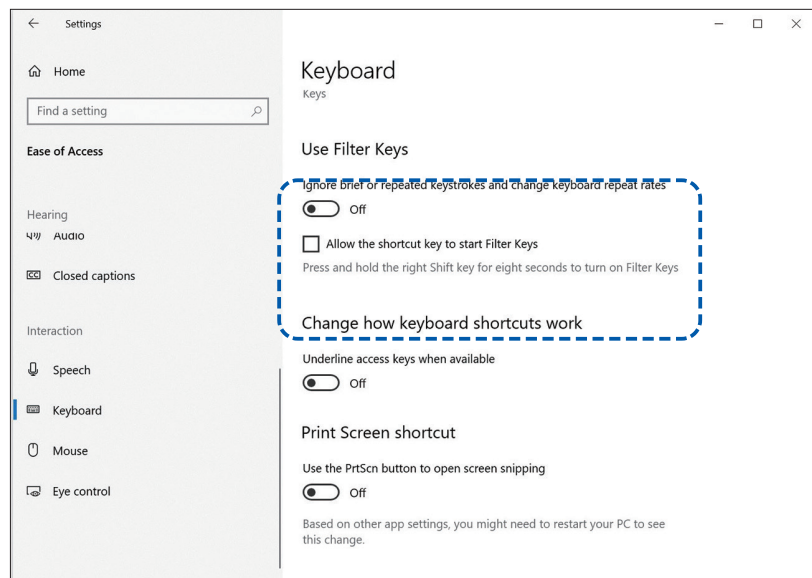 Settings
Home
Find a setting
Ease of Access
Hearing
Audio
Closed captions
Interaction
Speech
Keyboard
Mouse
Eye control
Keyboard
Keys
Use Filter Keys
Ignore brief or repeated keystrokes and change keyboard repeat rates
Off
Allow the shortcut key to start Filter Keys
Press and hold the right Shift key for eight seconds to turn on Filter Keys
Change how keyboard shortcuts work
Underline access keys when available
Off
Print Screen shortcut
Use the PrtScn button to open screen snipping
Off
Based on other app settings, you might need to restart your PC to see
this change.